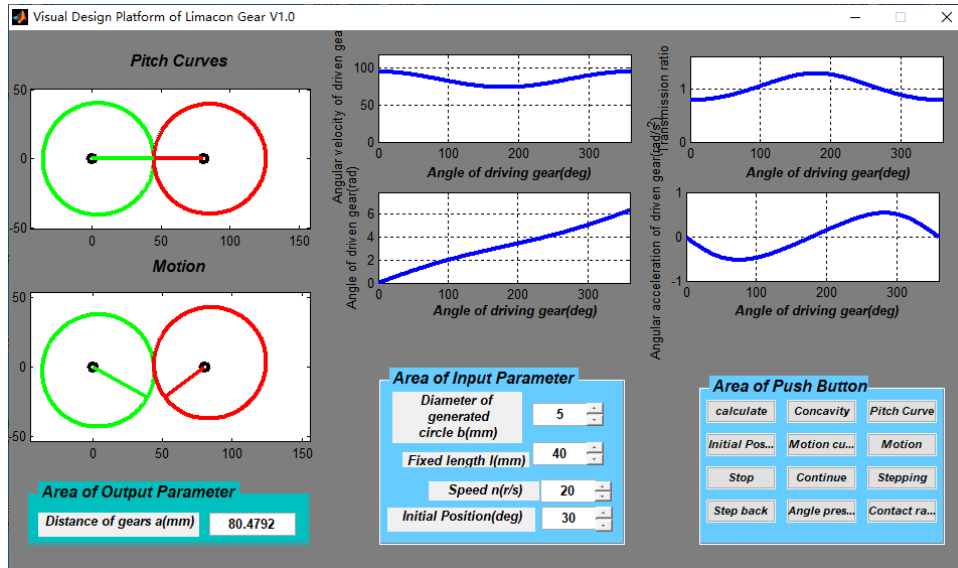 Visual Design Platform of Limacon Gear V1.0
Pitch Curves
50
0
-50
0
50
100
150
Motion
50
0
-50
0
50
100
150
Area of Output Parameter
Distance of gears a(mm)
80.4792
Angular velocity of driven gear
100
50
0
0
100
200
300
Angle of driving gear(deg)
Angle of driven gear(rad)
6
4
2
0
0
100
200
300
Angle of driving gear(deg)
Transmission ratio
1
0
0
100
200
300
Angle of driving gear(deg)
Angular acceleration of driven gear(rad/s²)
1
0
-1
0
100
200
300
Angle of driving gear(deg)
Area of Input Parameter
Diameter of
generated
circle b(mm)
5
Fixed length l(mm)
40
Speed n(r/s)
20
Initial Position(deg)
30
Area of Push Button
calculate
Concavity
Pitch Curve
Initial Pos...
Motion cu...
Motion
Stop
Continue
Stepping
Step back
Angle pres...
Contact ra...